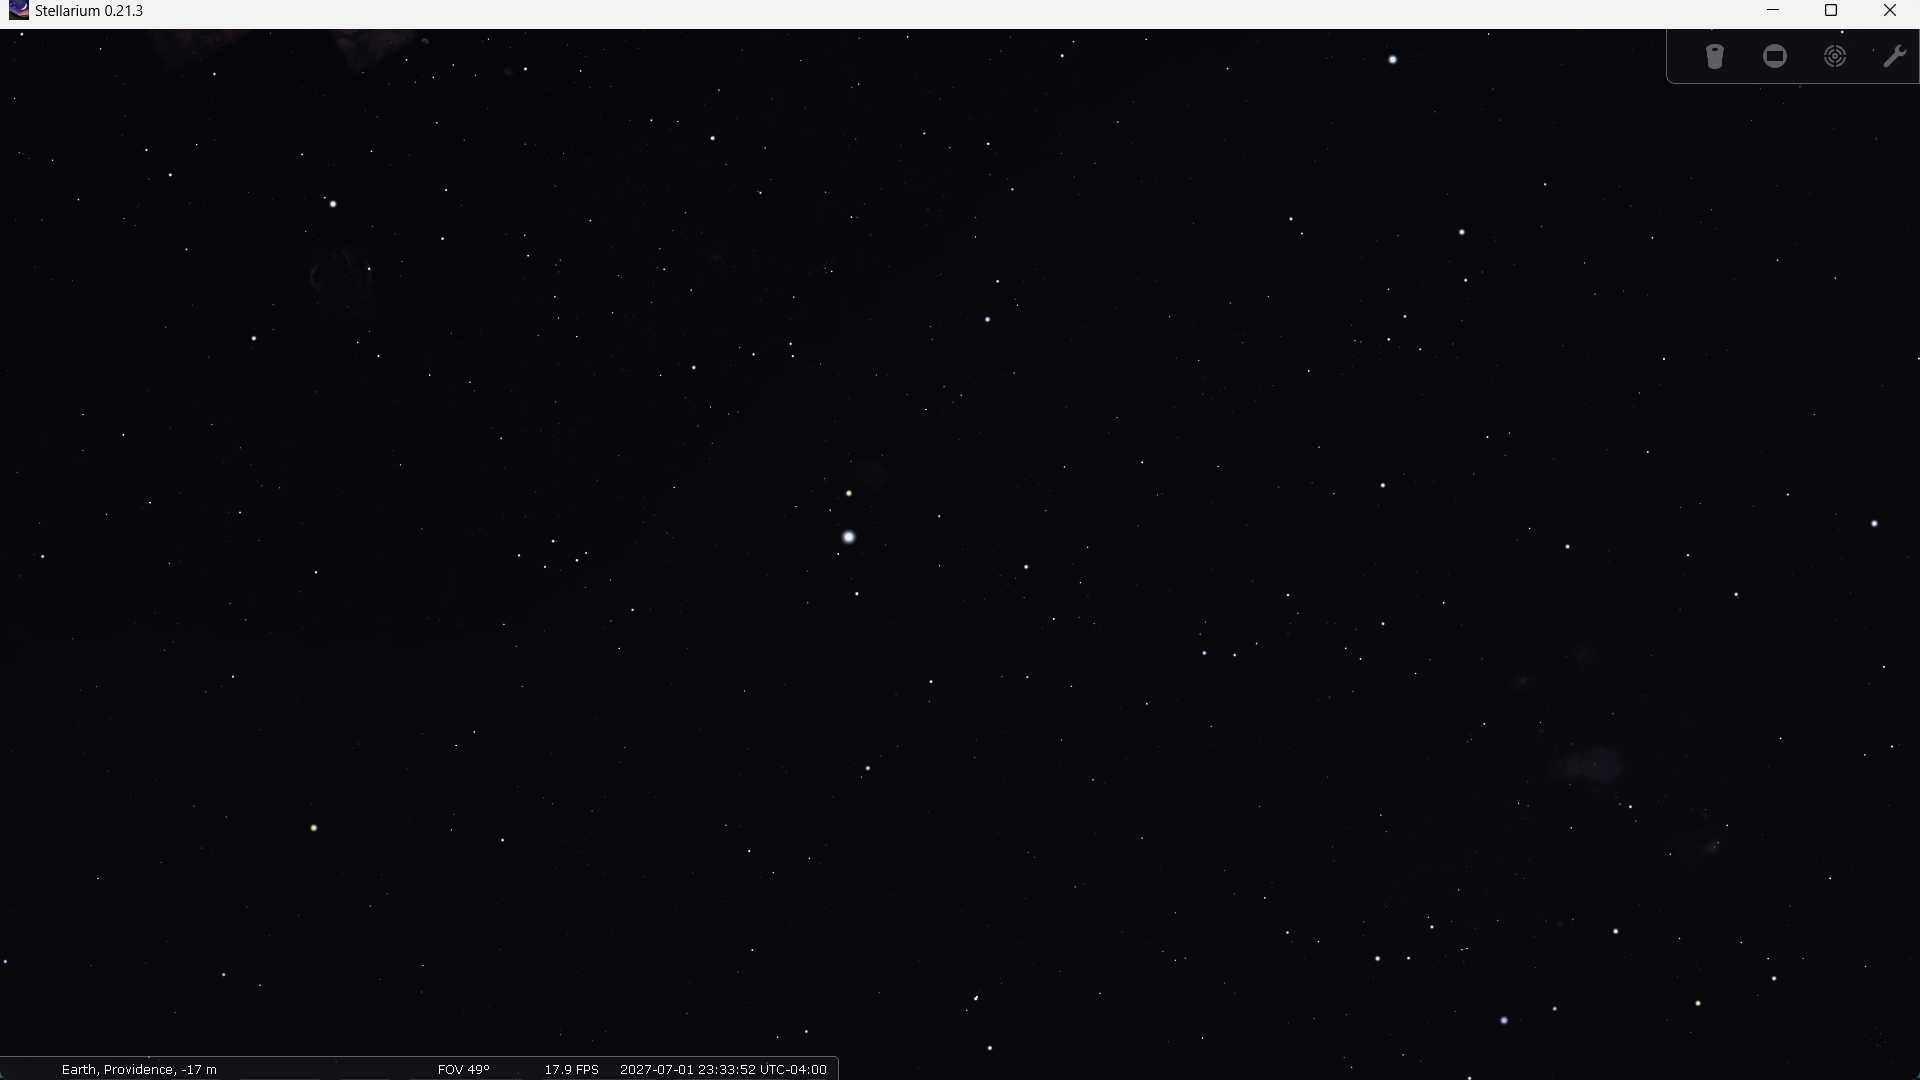 Stellarium 0.21.3
Earth, Providence, -17 m FOV 49° 17.9 FPS 2027-07-01 23:33:52 UTC-04:00